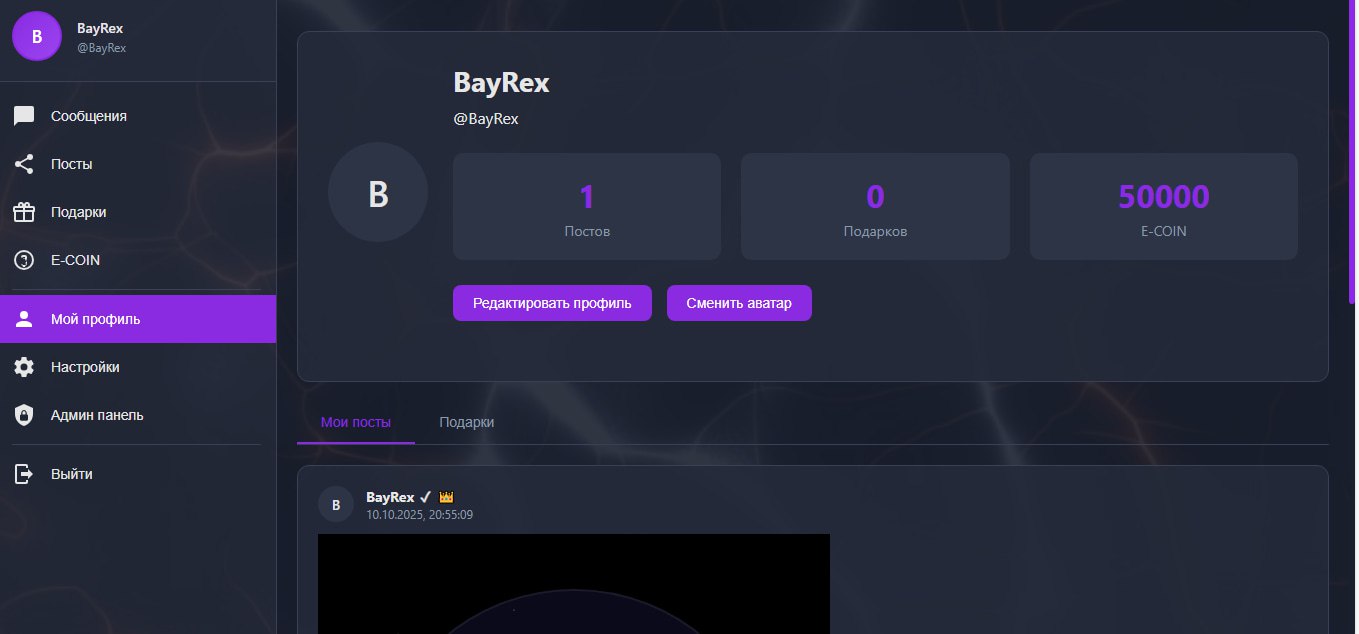 B
BayRex
@BayRex
Сообщения
Посты
Подарки
E-COIN
Мой профиль
Настройки
Админ панель
Выйти
BayRex
@BayRex
B
1
Постов
0
Подарков
50000
E-COIN
Редактировать профиль
Сменить аватар
Мои посты
Подарки
B
BayRex ✓ 👑
10.10.2025, 20:55:09